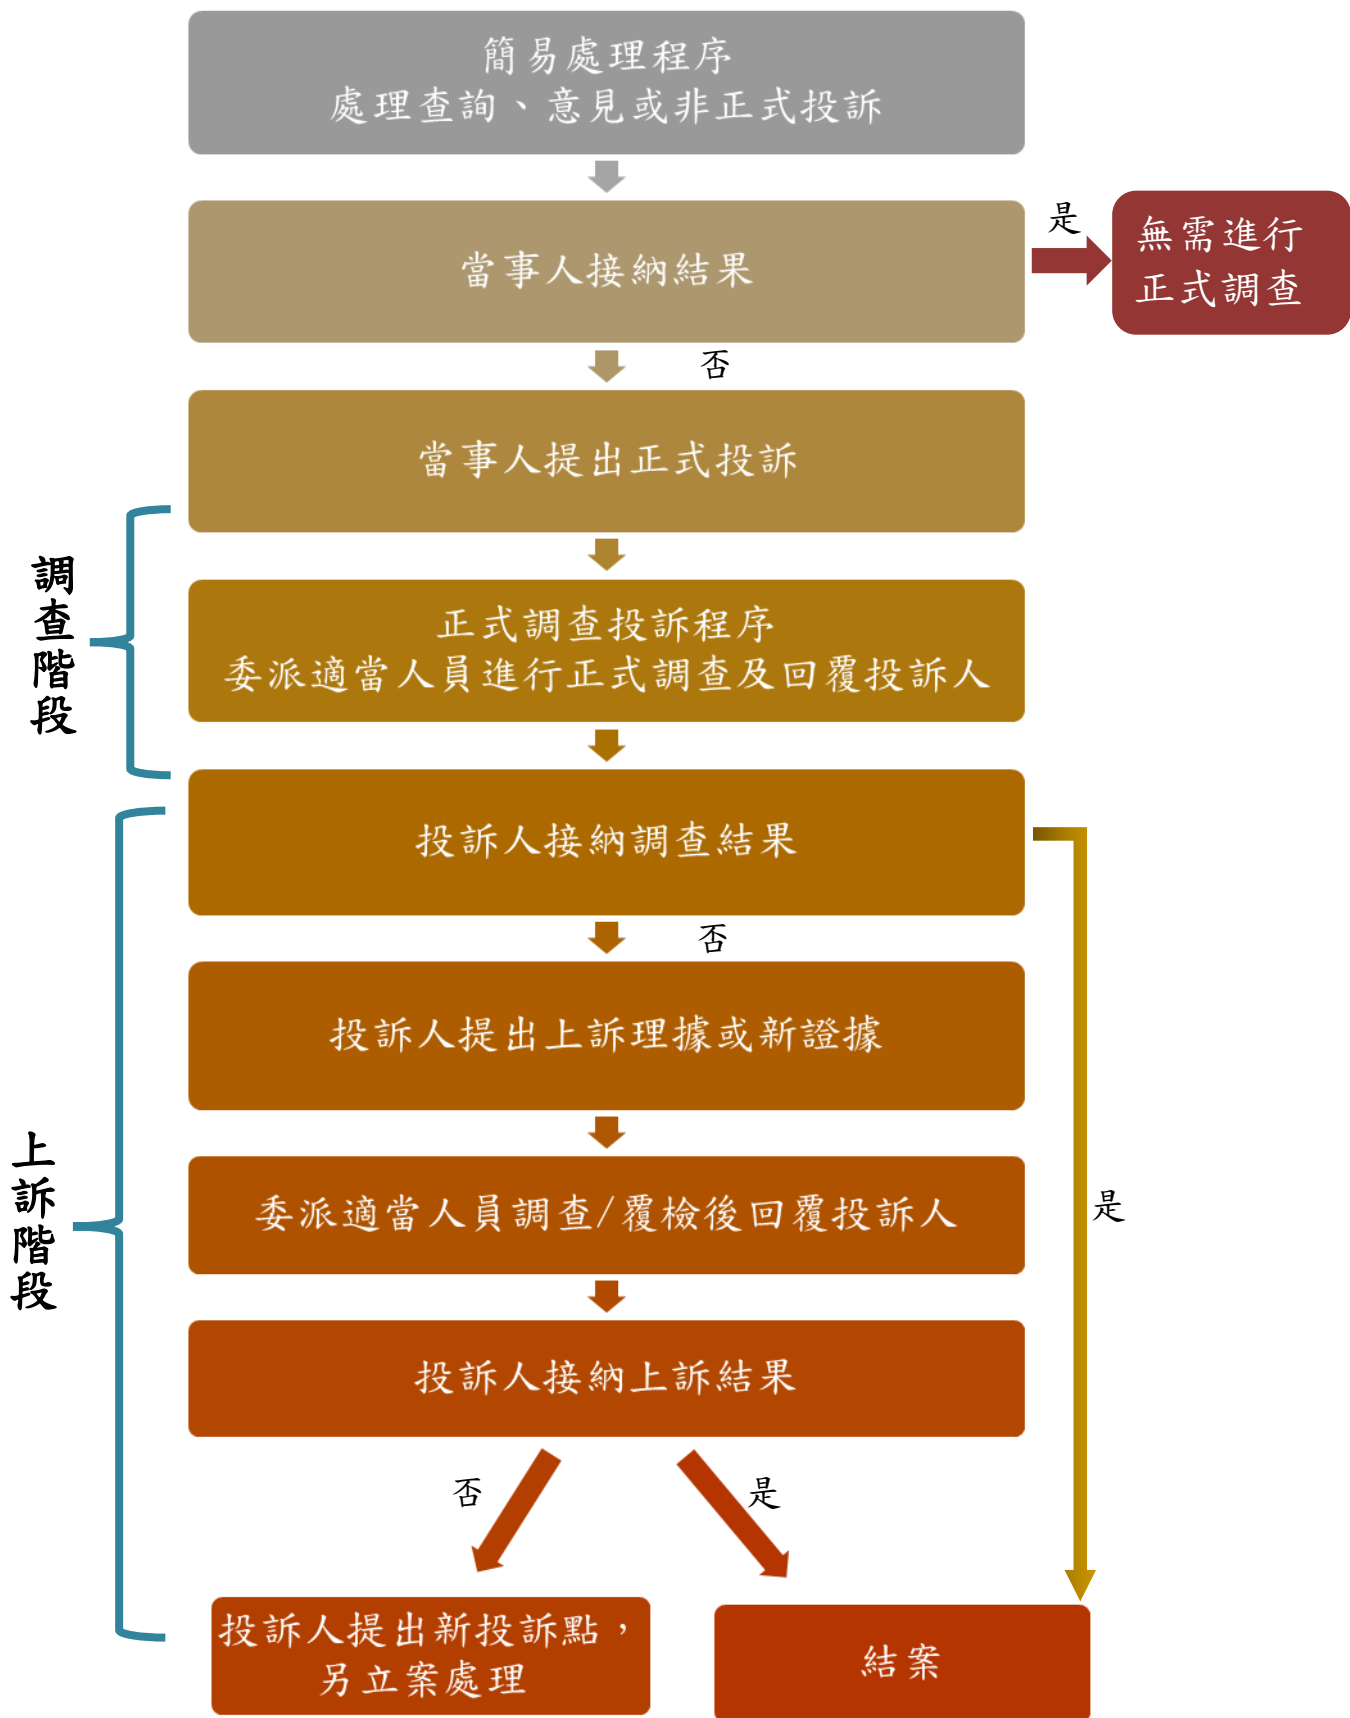 簡易處理程序
處理查詢、意見或非正式投訴
當事人接納結果
是
無需進行
正式調查
否
當事人提出正式投訴
調查階段
正式調查投訴程序
委派適當人員進行正式調查及回覆投訴人
投訴人接納調查結果
否
投訴人提出上訴理據或新證據
上訴階段
委派適當人員調查/覆檢後回覆投訴人
是
投訴人接納上訴結果
否
是
投訴人提出新投訴點，
另立案處理
結案